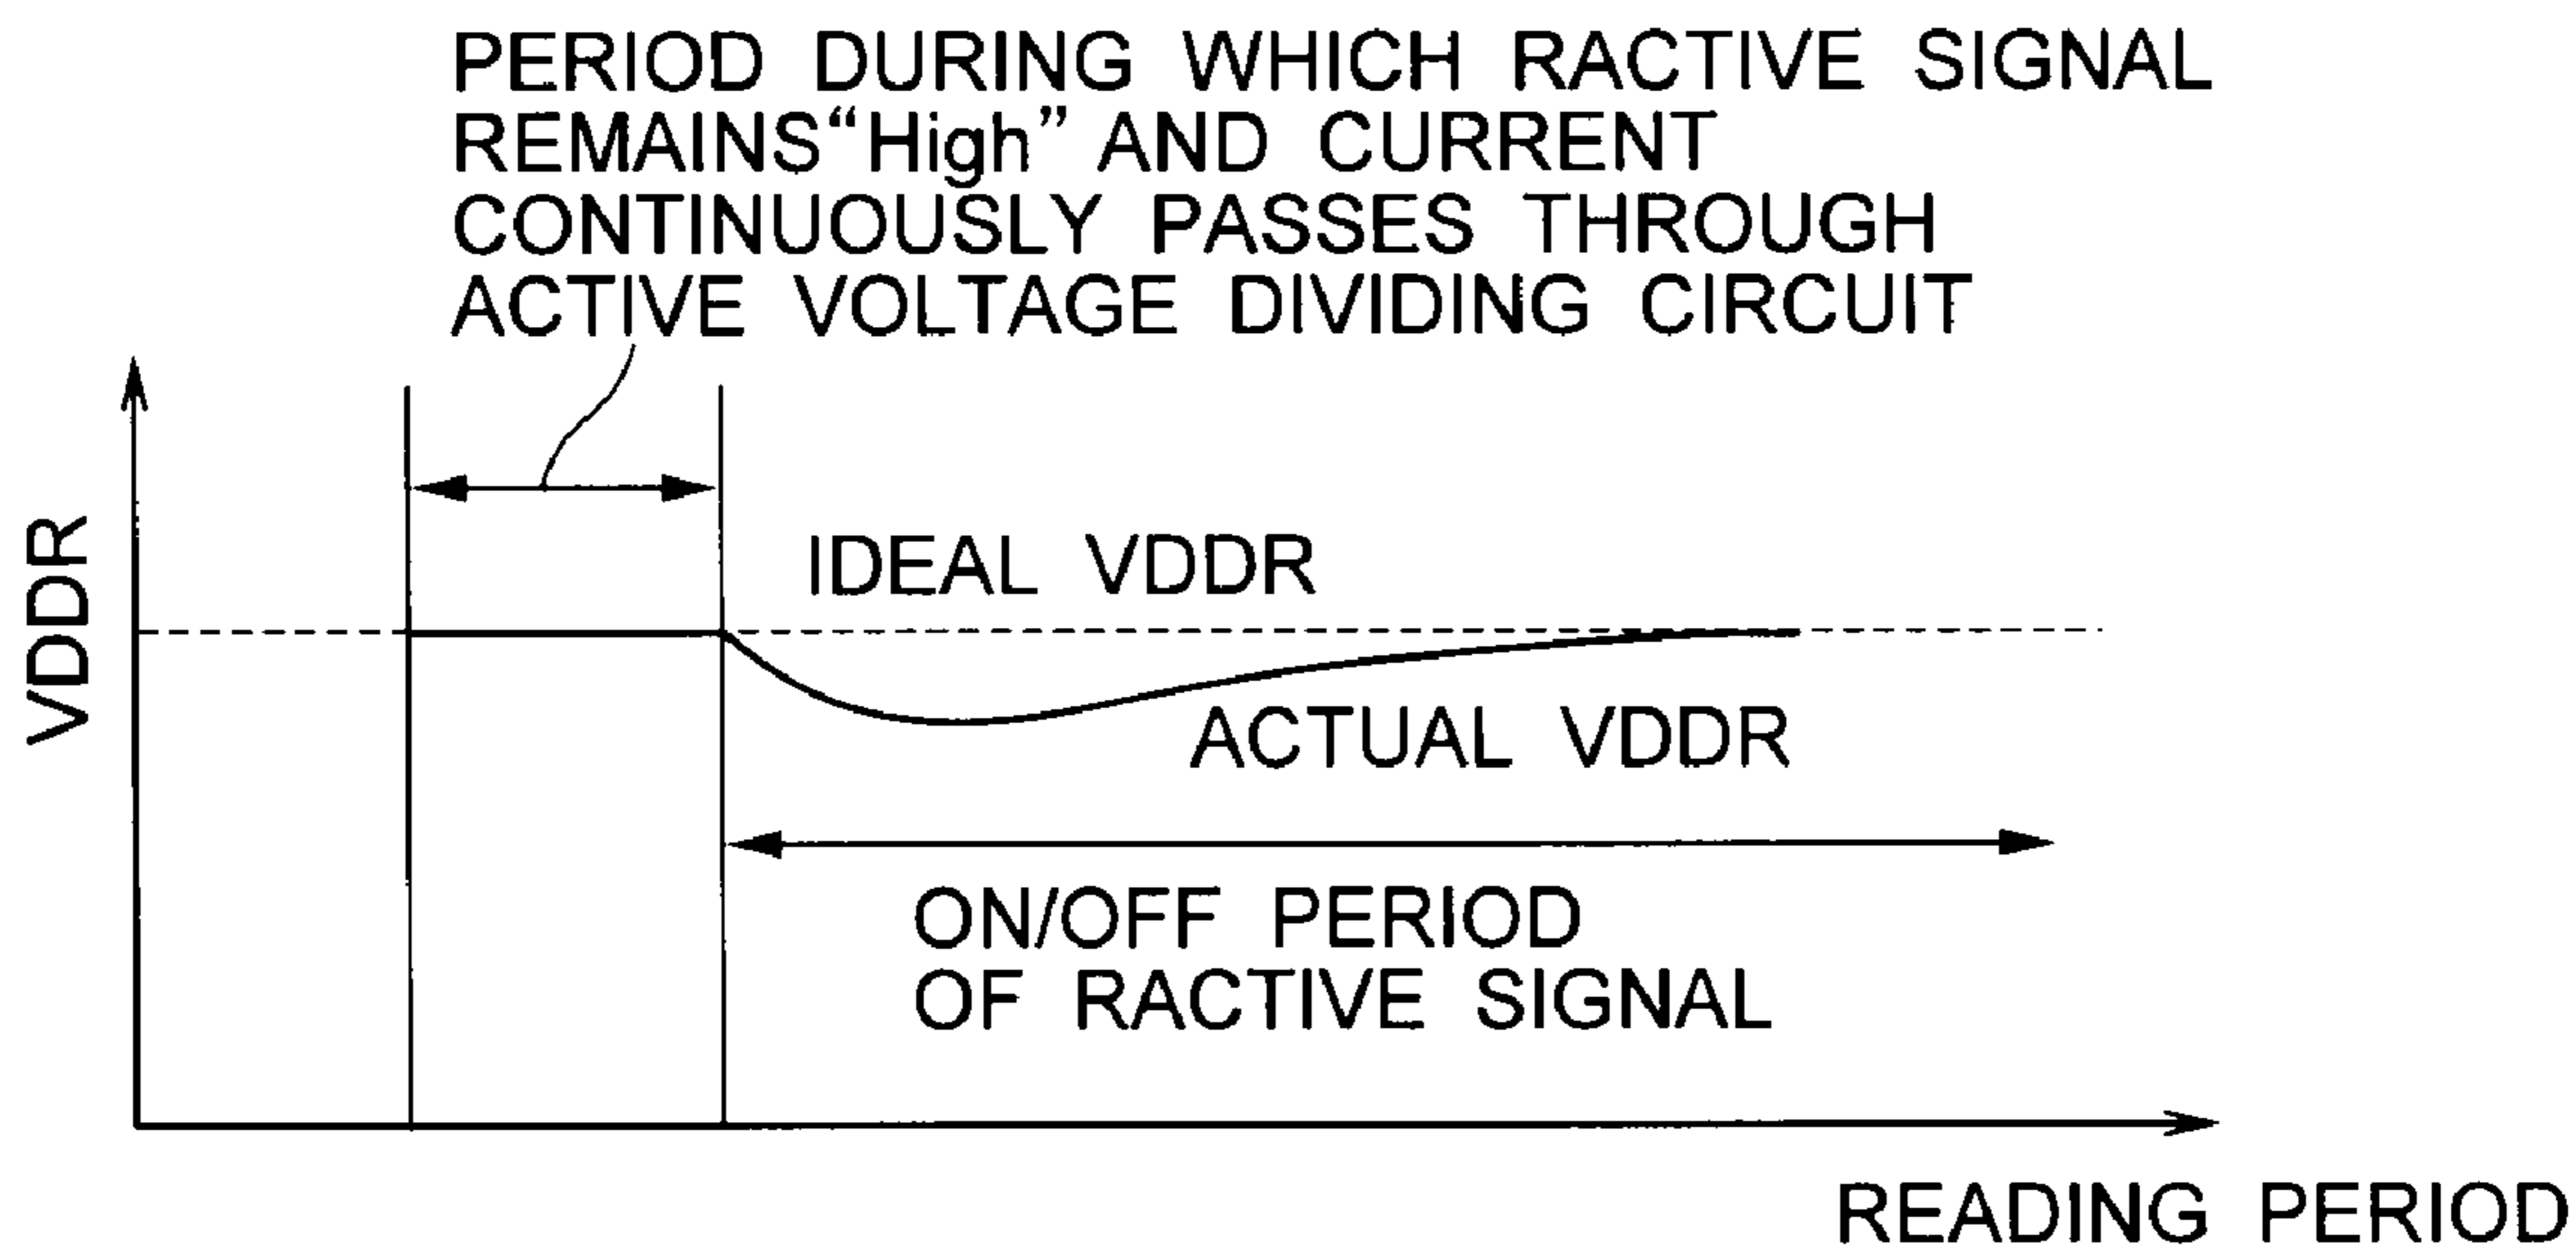 PERIOD DURING WHICH RACTIVE SIGNAL
REMAINS“High” AND CURRENT
CONTINUOUSLY PASSES THROUGH
ACTIVE VOLTAGE DIVIDING CIRCUIT
VDDR
IDEAL VDDR
ACTUAL VDDR
ON/OFF PERIOD
OF RACTIVE SIGNAL
READING PERIOD